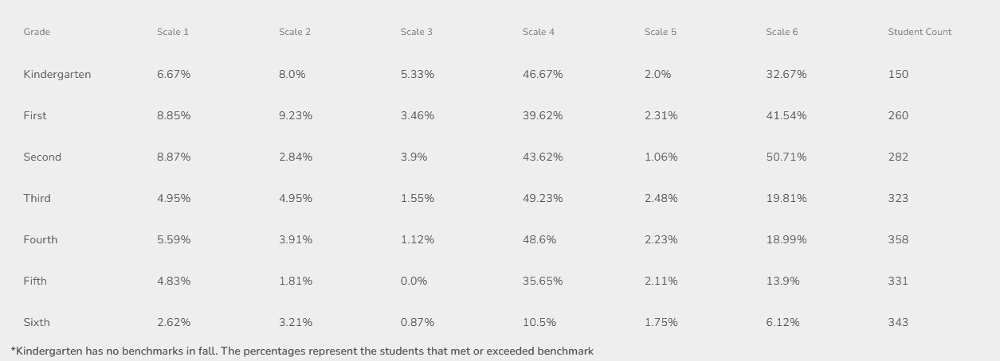 Grade Scale 1 Scale 2 Scale 3 Scale 4 Scale 5 Scale 6 Student Count
Kindergarten 6.67% 8.0% 5.33% 46.67% 2.0% 32.67% 150
First 8.85% 9.23% 3.46% 39.62% 2.31% 41.54% 260
Second 8.87% 2.84% 3.9% 43.62% 1.06% 50.71% 282
Third 4.95% 4.95% 1.55% 49.23% 2.48% 19.81% 323
Fourth 5.59% 3.91% 1.12% 48.6% 2.23% 18.99% 358
Fifth 4.83% 1.81% 0.0% 35.65% 2.11% 13.9% 331
Sixth 2.62% 3.21% 0.87% 10.5% 1.75% 6.12% 343
*Kindergarten has no benchmarks in fall. The percentages represent the students that met or exceeded benchmark